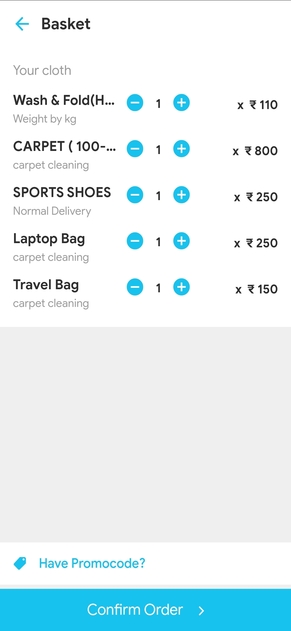 Basket
Your cloth
Wash & Fold(H... 1 x ₹ 110
Weight by kg
CARPET ( 100-... 1 x ₹ 800
carpet cleaning
SPORTS SHOES 1 x ₹ 250
Normal Delivery
Laptop Bag 1 x ₹ 250
carpet cleaning
Travel Bag 1 x ₹ 150
carpet cleaning
Have Promocode?
Confirm Order